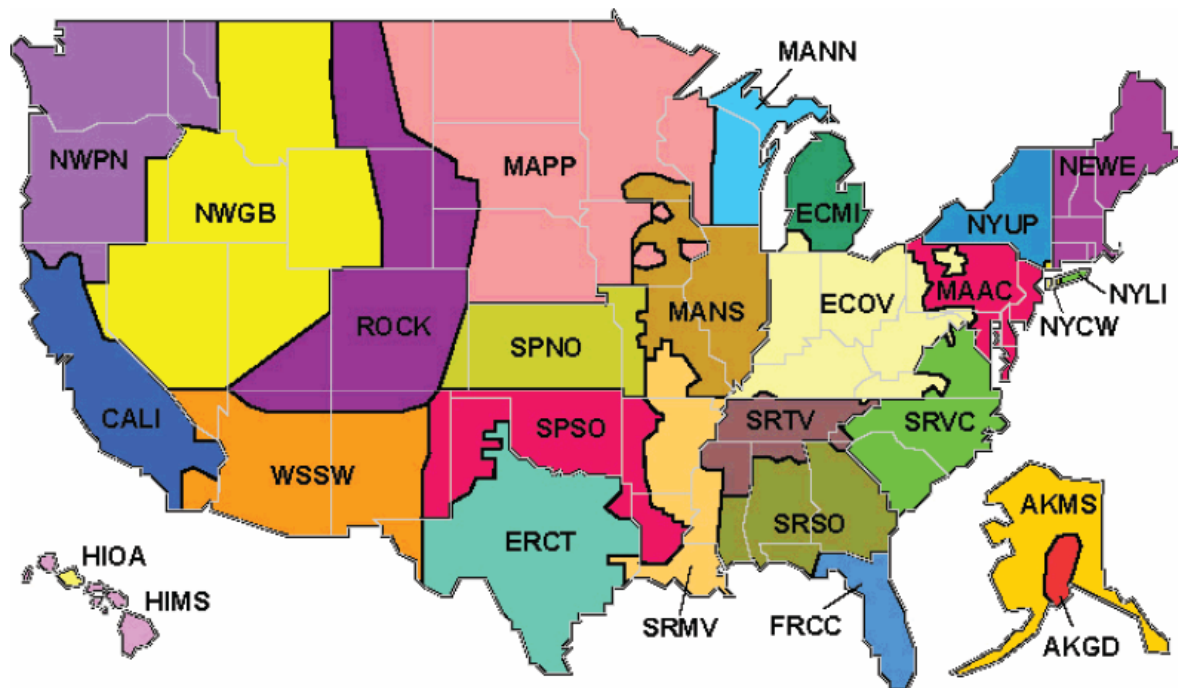 MANN
NWPN
MAPP
NEWE
NWGB
ECMI
NYUP
ROCK
MANS
ECOV
MAAC
NYLI
NYCW
SPNO
CALI
SPSO
SRTV
SRVC
WSSW
AKMS
ERCT
SRSO
HIOA
HIMS
SRMV
FRCC
AKGD